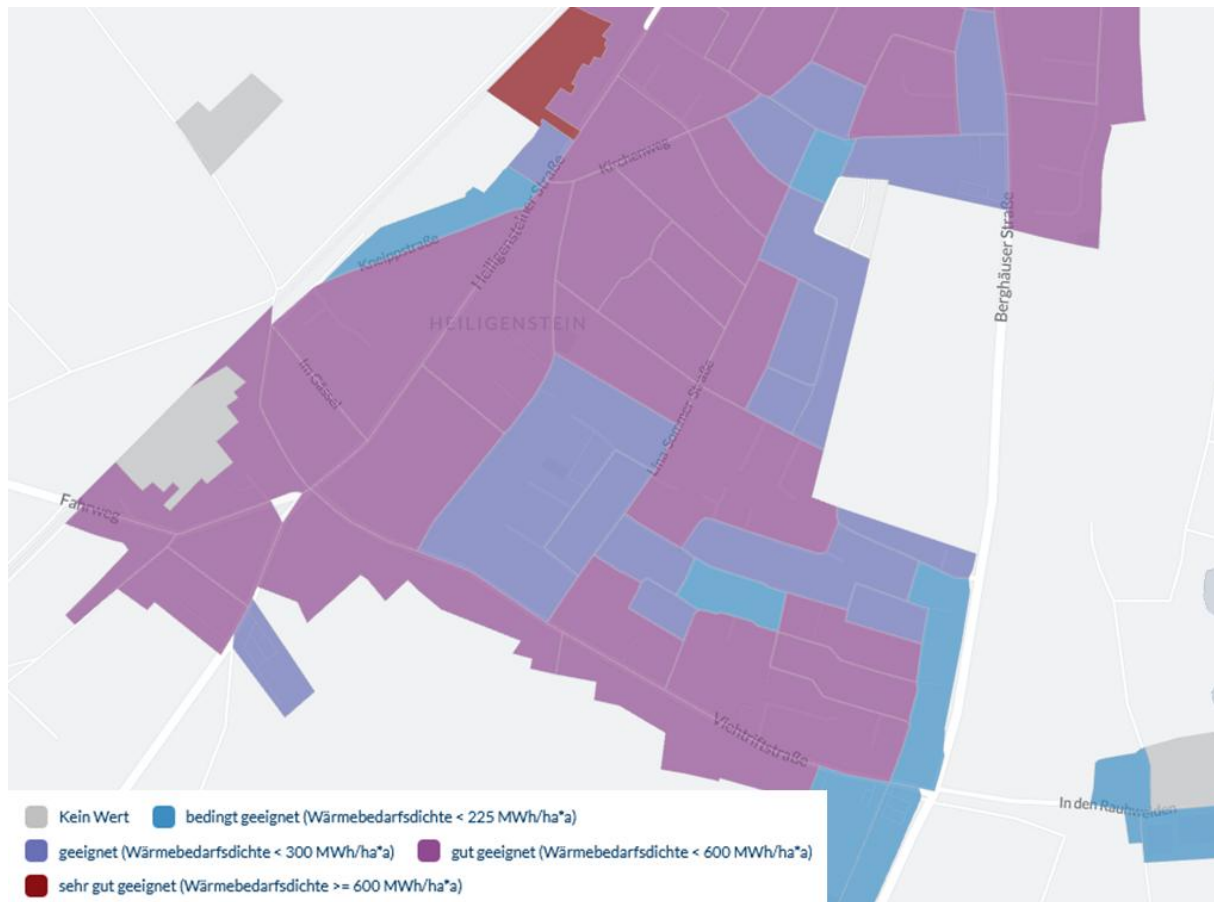 Kirchenweg
Heiligensteiner Straße
Kneippstraße
Berghäuser Straße
HEILIGENSTEIN
Im Gässel
Lina-Sommer-Straße
Fahrweg
Viehtriftstraße
In den Rauhweiden
Kein Wert
bedingt geeignet (Wärmebedarfsdichte < 225 MWh/ha*a)
geeignet (Wärmebedarfsdichte < 300 MWh/ha*a)
gut geeignet (Wärmebedarfsdichte < 600 MWh/ha*a)
sehr gut geeignet (Wärmebedarfsdichte >= 600 MWh/ha*a)